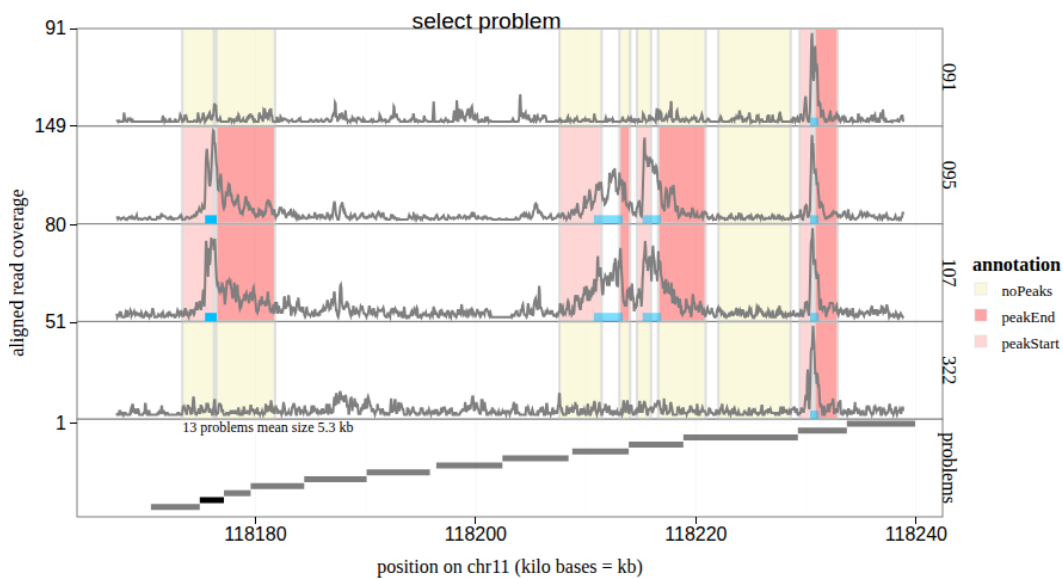 select problem
91
091
149
095
80
107
51
322
1
13 problems mean size 5.3 kb
problems
aligned read coverage
118180
118200
118220
118240
position on chr11 (kilo bases = kb)
annotation
noPeaks
peakEnd
peakStart